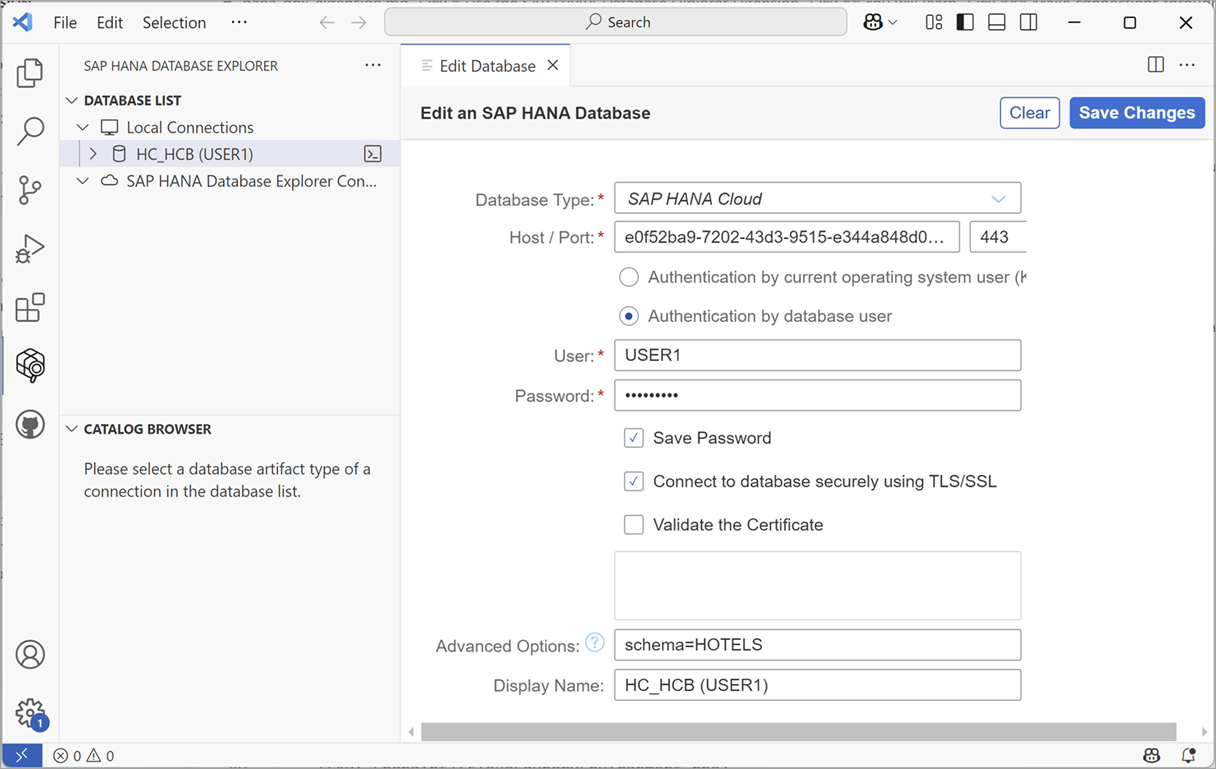 File Edit Selection ··· Search
SAP HANA DATABASE EXPLORER ···
Edit Database
DATABASE LIST
Local Connections
HC_HCB (USER1)
SAP HANA Database Explorer Con...
Edit an SAP HANA Database
Clear
Save Changes
Database Type:* SAP HANA Cloud
Host / Port:* e0f52ba9-7202-43d3-9515-e344a848d0... 443
Authentication by current operating system user (K
Authentication by database user
User:* USER1
Password:* •••••••••
Save Password
Connect to database securely using TLS/SSL
Validate the Certificate
Advanced Options: ? schema=HOTELS
Display Name: HC_HCB (USER1)
CATALOG BROWSER
Please select a database artifact type of a
connection in the database list.
1
0 0